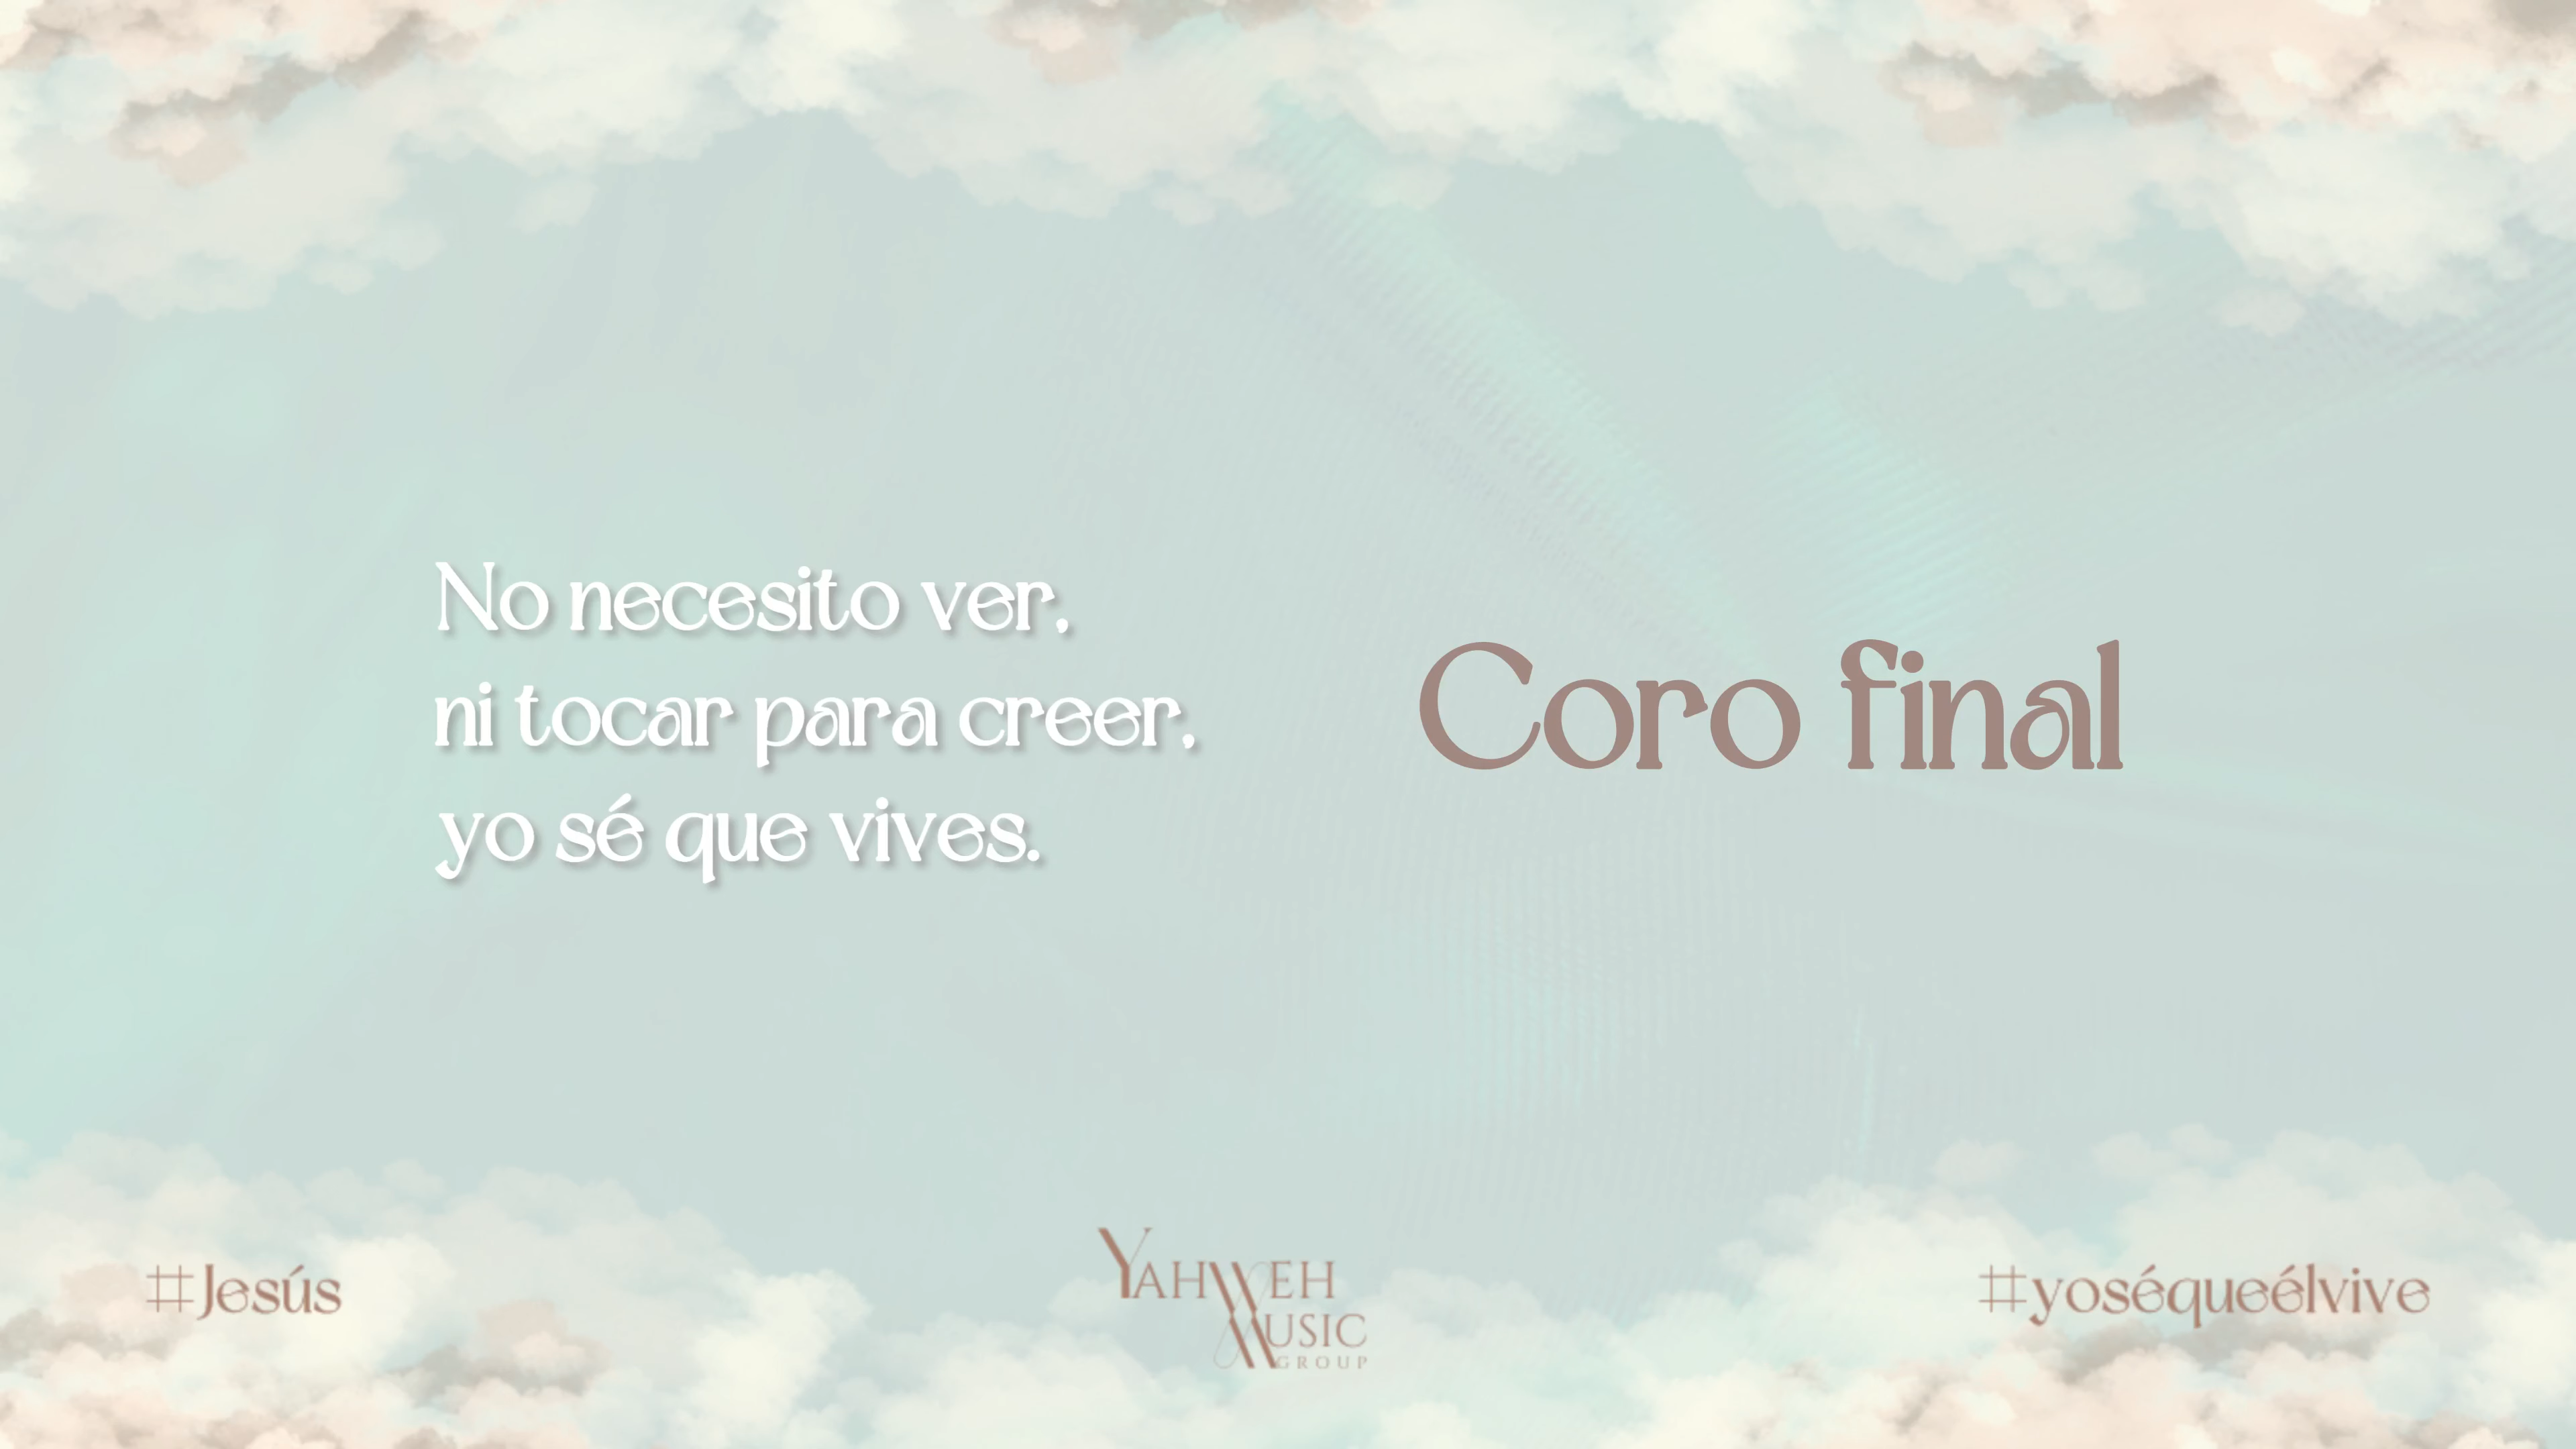 No necesito ver,
ni tocar para creer,
yo sé que vives.
Coro final
#Jesús
YAHWEH
MUSIC
GROUP
#yoséqueélvive